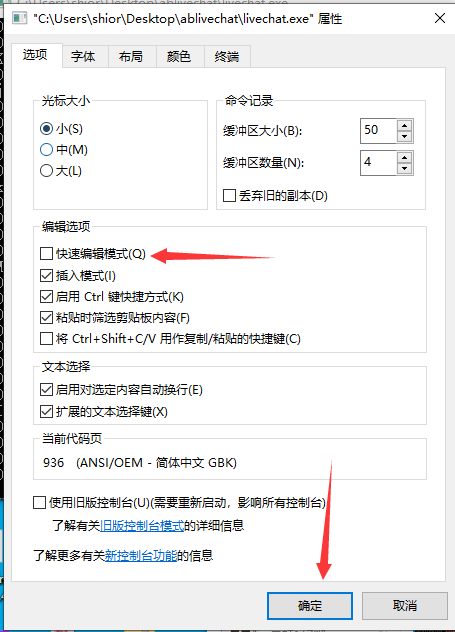 "C:\Users\shior\Desktop\ablivechat\livechat.exe" 属性
选项 字体 布局 颜色 终端
光标大小
小(S)
中(M)
大(L)
命令记录
缓冲区大小(B): 50
缓冲区数量(N): 4
丢弃旧的副本(D)
编辑选项
快速编辑模式(Q)
插入模式(I)
启用 Ctrl 键快捷方式(K)
粘贴时筛选剪贴板内容(F)
将 Ctrl+Shift+C/V 用作复制/粘贴的快捷键(C)
文本选择
启用对选定内容自动换行(E)
扩展的文本选择键(X)
当前代码页
936 (ANSI/OEM - 简体中文 GBK)
使用旧版控制台(U)(需要重新启动，影响所有控制台)
了解有关旧版控制台模式的详细信息
了解更多有关新控制台功能的信息
确定 取消